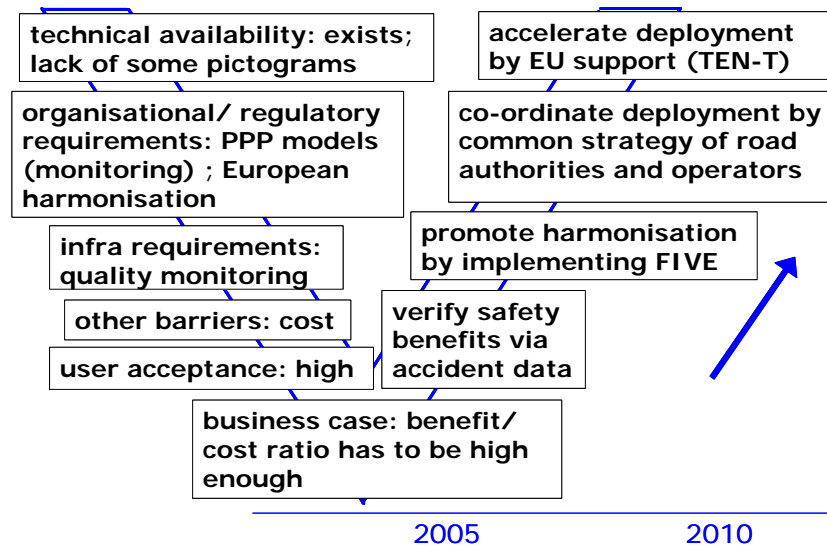 technical availability: exists;
lack of some pictograms
organisational/ regulatory
requirements: PPP models
(monitoring) ; European
harmonisation
infra requirements:
quality monitoring
other barriers: cost
user acceptance: high
business case: benefit/
cost ratio has to be high
enough
accelerate deployment
by EU support (TEN-T)
co-ordinate deployment by
common strategy of road
authorities and operators
promote harmonisation
by implementing FIVE
verify safety
benefits via
accident data
2005
2010